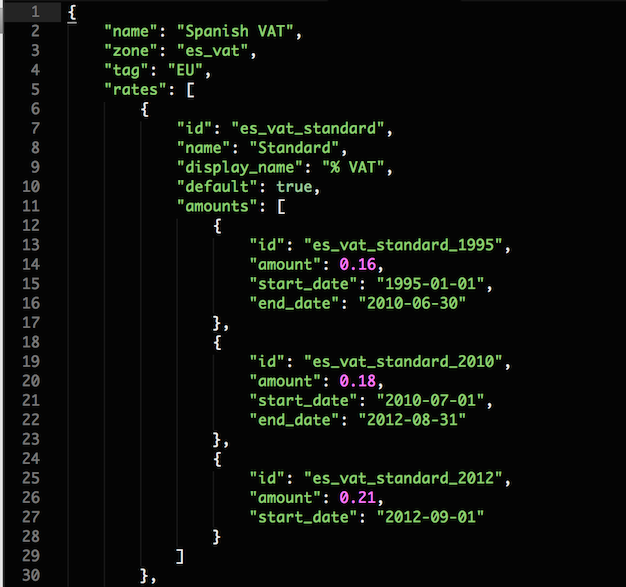 1 {
2 "name": "Spanish VAT",
3 "zone": "es_vat",
4 "tag": "EU",
5 "rates": [
6 {
7 "id": "es_vat_standard",
8 "name": "Standard",
9 "display_name": "% VAT",
10 "default": true,
11 "amounts": [
12 {
13 "id": "es_vat_standard_1995",
14 "amount": 0.16,
15 "start_date": "1995-01-01",
16 "end_date": "2010-06-30"
17 },
18 {
19 "id": "es_vat_standard_2010",
20 "amount": 0.18,
21 "start_date": "2010-07-01",
22 "end_date": "2012-08-31"
23 },
24 {
25 "id": "es_vat_standard_2012",
26 "amount": 0.21,
27 "start_date": "2012-09-01"
28 }
29 ]
30 },